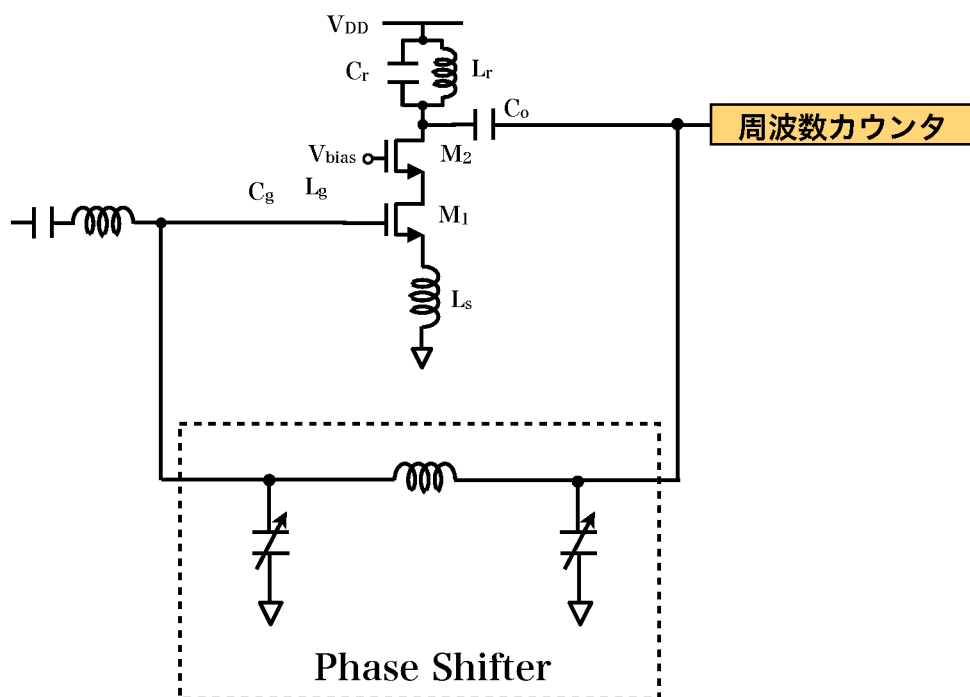 VDD
Cr
Lr
Co
周波数カウンタ
Vbias
M2
Cg
Lg
M1
Ls
Phase Shifter